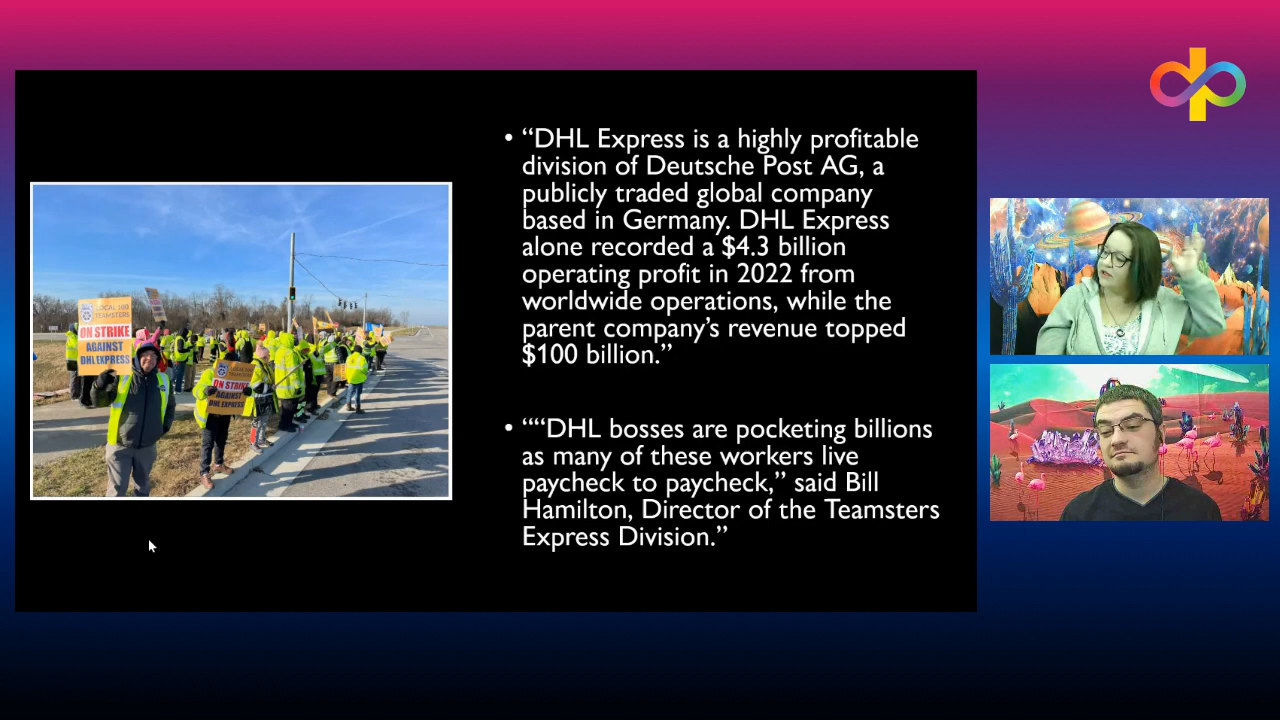 LOCAL 100
TEAMSTERS
ON STRIKE
AGAINST
DHL EXPRESS
ON STRIKE
AGAINST
DHL EXPRESS
• “DHL Express is a highly profitable
division of Deutsche Post AG, a
publicly traded global company
based in Germany. DHL Express
alone recorded a $4.3 billion
operating profit in 2022 from
worldwide operations, while the
parent company’s revenue topped
$100 billion.”
• ““DHL bosses are pocketing billions
as many of these workers live
paycheck to paycheck,” said Bill
Hamilton, Director of the Teamsters
Express Division.”